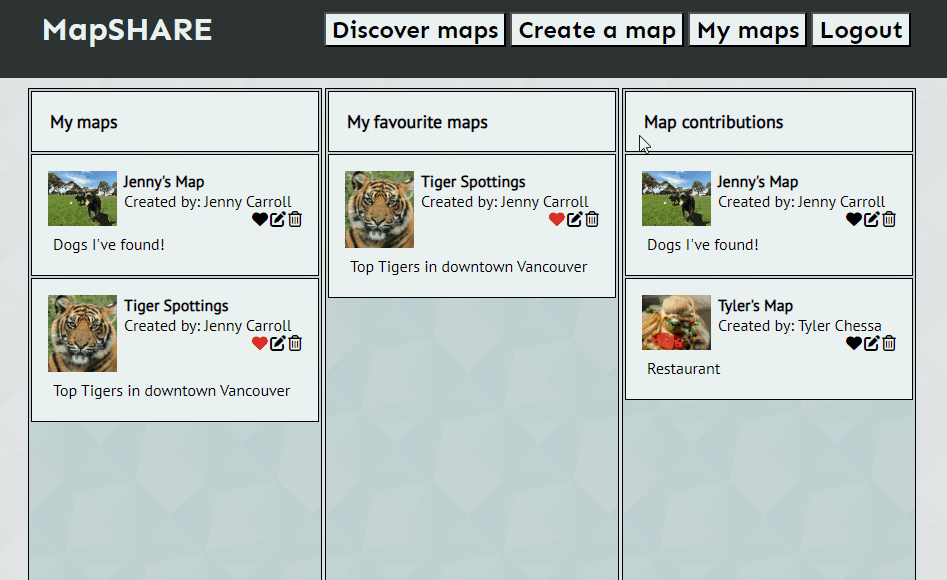 MapSHARE
Discover maps
Create a map
My maps
Logout
My maps
Jenny's Map
Created by: Jenny Carroll
Dogs I've found!
Tiger Spottings
Created by: Jenny Carroll
Top Tigers in downtown Vancouver
My favourite maps
Tiger Spottings
Created by: Jenny Carroll
Top Tigers in downtown Vancouver
Map contributions
Jenny's Map
Created by: Jenny Carroll
Dogs I've found!
Tyler's Map
Created by: Tyler Chessa
Restaurant